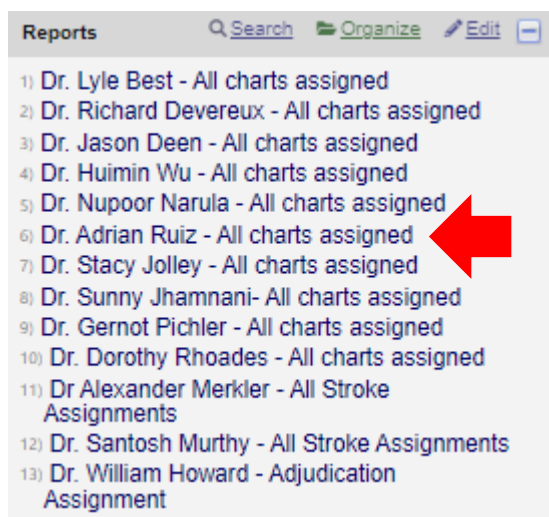 Reports Search Organize Edit
1) Dr. Lyle Best - All charts assigned
2) Dr. Richard Devereux - All charts assigned
3) Dr. Jason Deen - All charts assigned
4) Dr. Huimin Wu - All charts assigned
5) Dr. Nupoor Narula - All charts assigned
6) Dr. Adrian Ruiz - All charts assigned
7) Dr. Stacy Jolley - All charts assigned
8) Dr. Sunny Jhamnani- All charts assigned
9) Dr. Gernot Pichler - All charts assigned
10) Dr. Dorothy Rhoades - All charts assigned
11) Dr Alexander Merkler - All Stroke
Assignments
12) Dr. Santosh Murthy - All Stroke Assignments
13) Dr. William Howard - Adjudication
Assignment